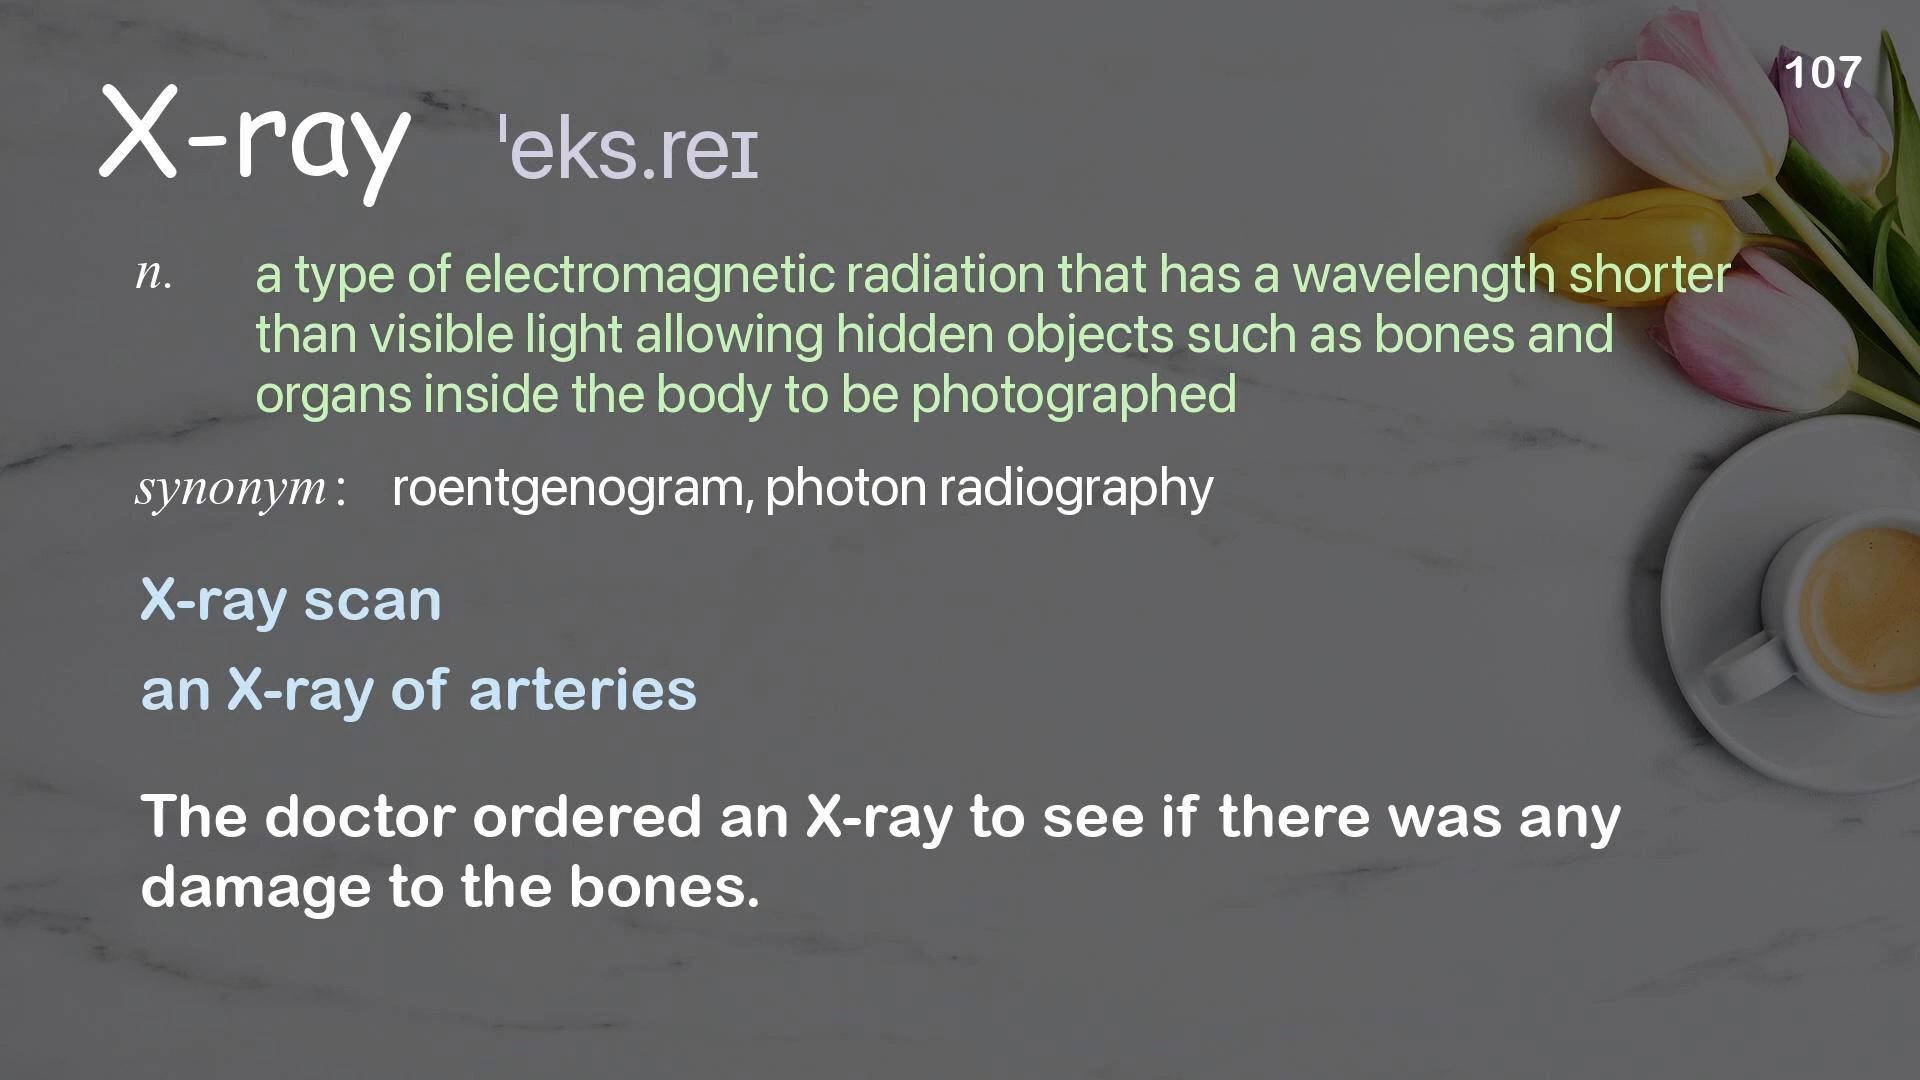 107
X-ray ˈeks.reɪ
n. a type of electromagnetic radiation that has a wavelength shorter
than visible light allowing hidden objects such as bones and
organs inside the body to be photographed
synonym : roentgenogram, photon radiography
X-ray scan
an X-ray of arteries
The doctor ordered an X-ray to see if there was any
damage to the bones.